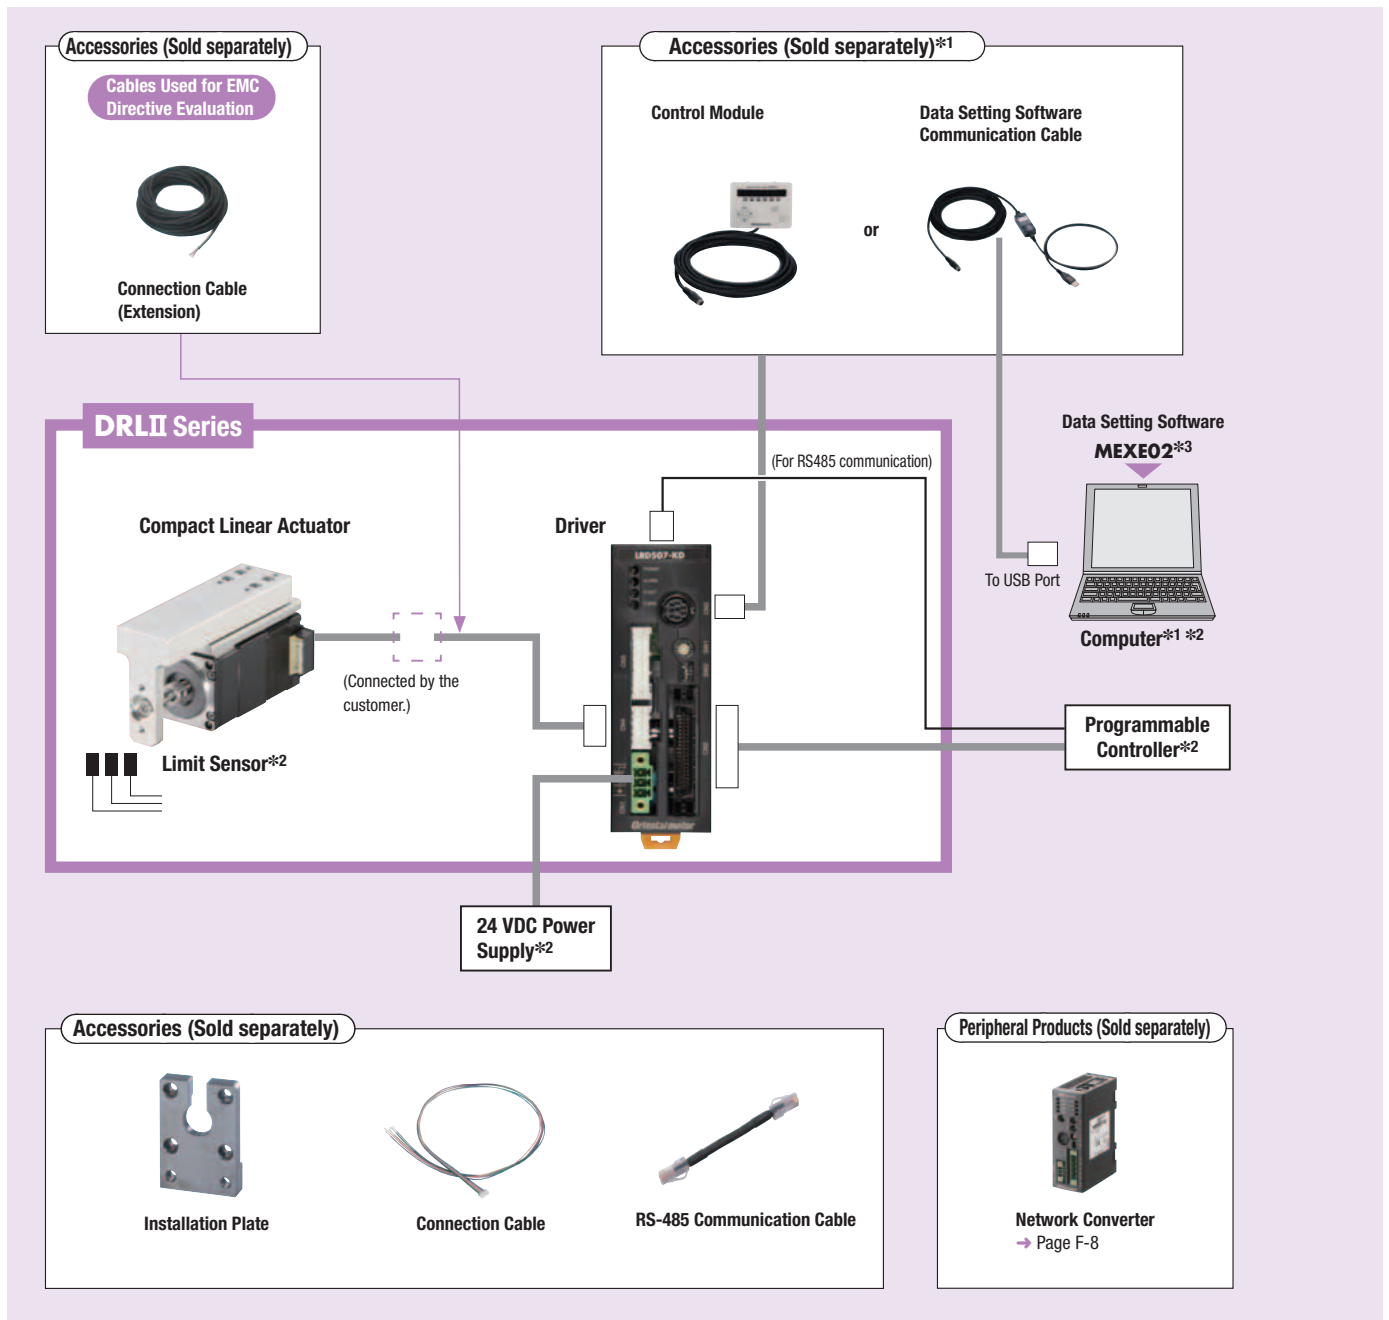 Accessories (Sold separately)
Cables Used for EMC
Directive Evaluation
Connection Cable
(Extension)
Accessories (Sold separately)*1
Control Module
or
Data Setting Software
Communication Cable
DRLII Series
(For RS485 communication)
Data Setting Software
MEXE02*3
To USB Port
Computer*1 *2
Compact Linear Actuator
Driver
LRD507-KD
(Connected by the
customer.)
Limit Sensor*2
Programmable
Controller*2
Orientalmotor
24 VDC Power
Supply*2
Accessories (Sold separately)
Installation Plate
Connection Cable
RS-485 Communication Cable
Peripheral Products (Sold separately)
Network Converter
➜ Page F-8